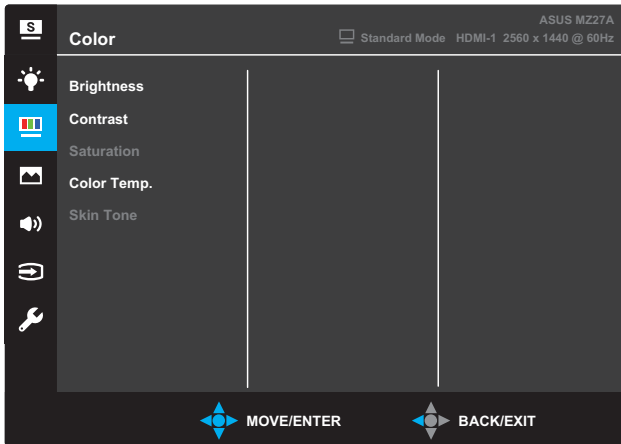 S
ASUS MZ27A
Color
Standard Mode HDMI-1 2560 x 1440 @ 60Hz
Brightness
Contrast
Saturation
Color Temp.
Skin Tone
MOVE/ENTER BACK/EXIT